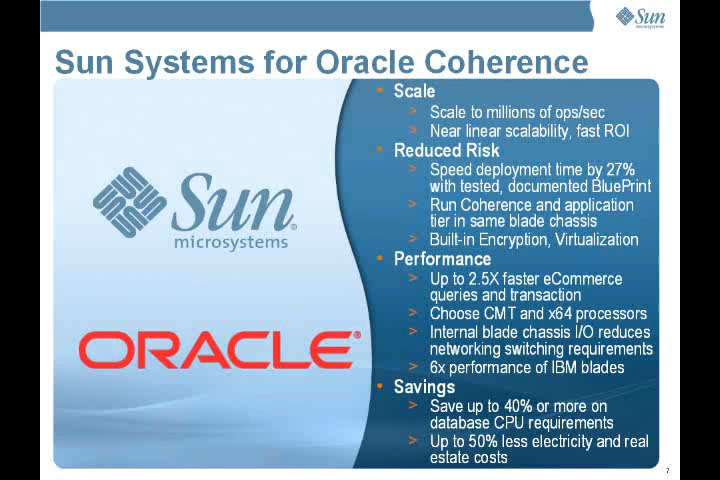 Sun
microsystems
Sun Systems for Oracle Coherence
• Scale
> Scale to millions of ops/sec
> Near linear scalability, fast ROI
• Reduced Risk
> Speed deployment time by 27%
with tested, documented BluePrint
> Run Coherence and application
tier in same blade chassis
> Built-in Encryption, Virtualization
• Performance
> Up to 2.5X faster eCommerce
queries and transaction
> Choose CMT and x64 processors
> Internal blade chassis I/O reduces
networking switching requirements
> 6x performance of IBM blades
• Savings
> Save up to 40% or more on
database CPU requirements
> Up to 50% less electricity and real
estate costs
Sun®
microsystems
ORACLE®
7